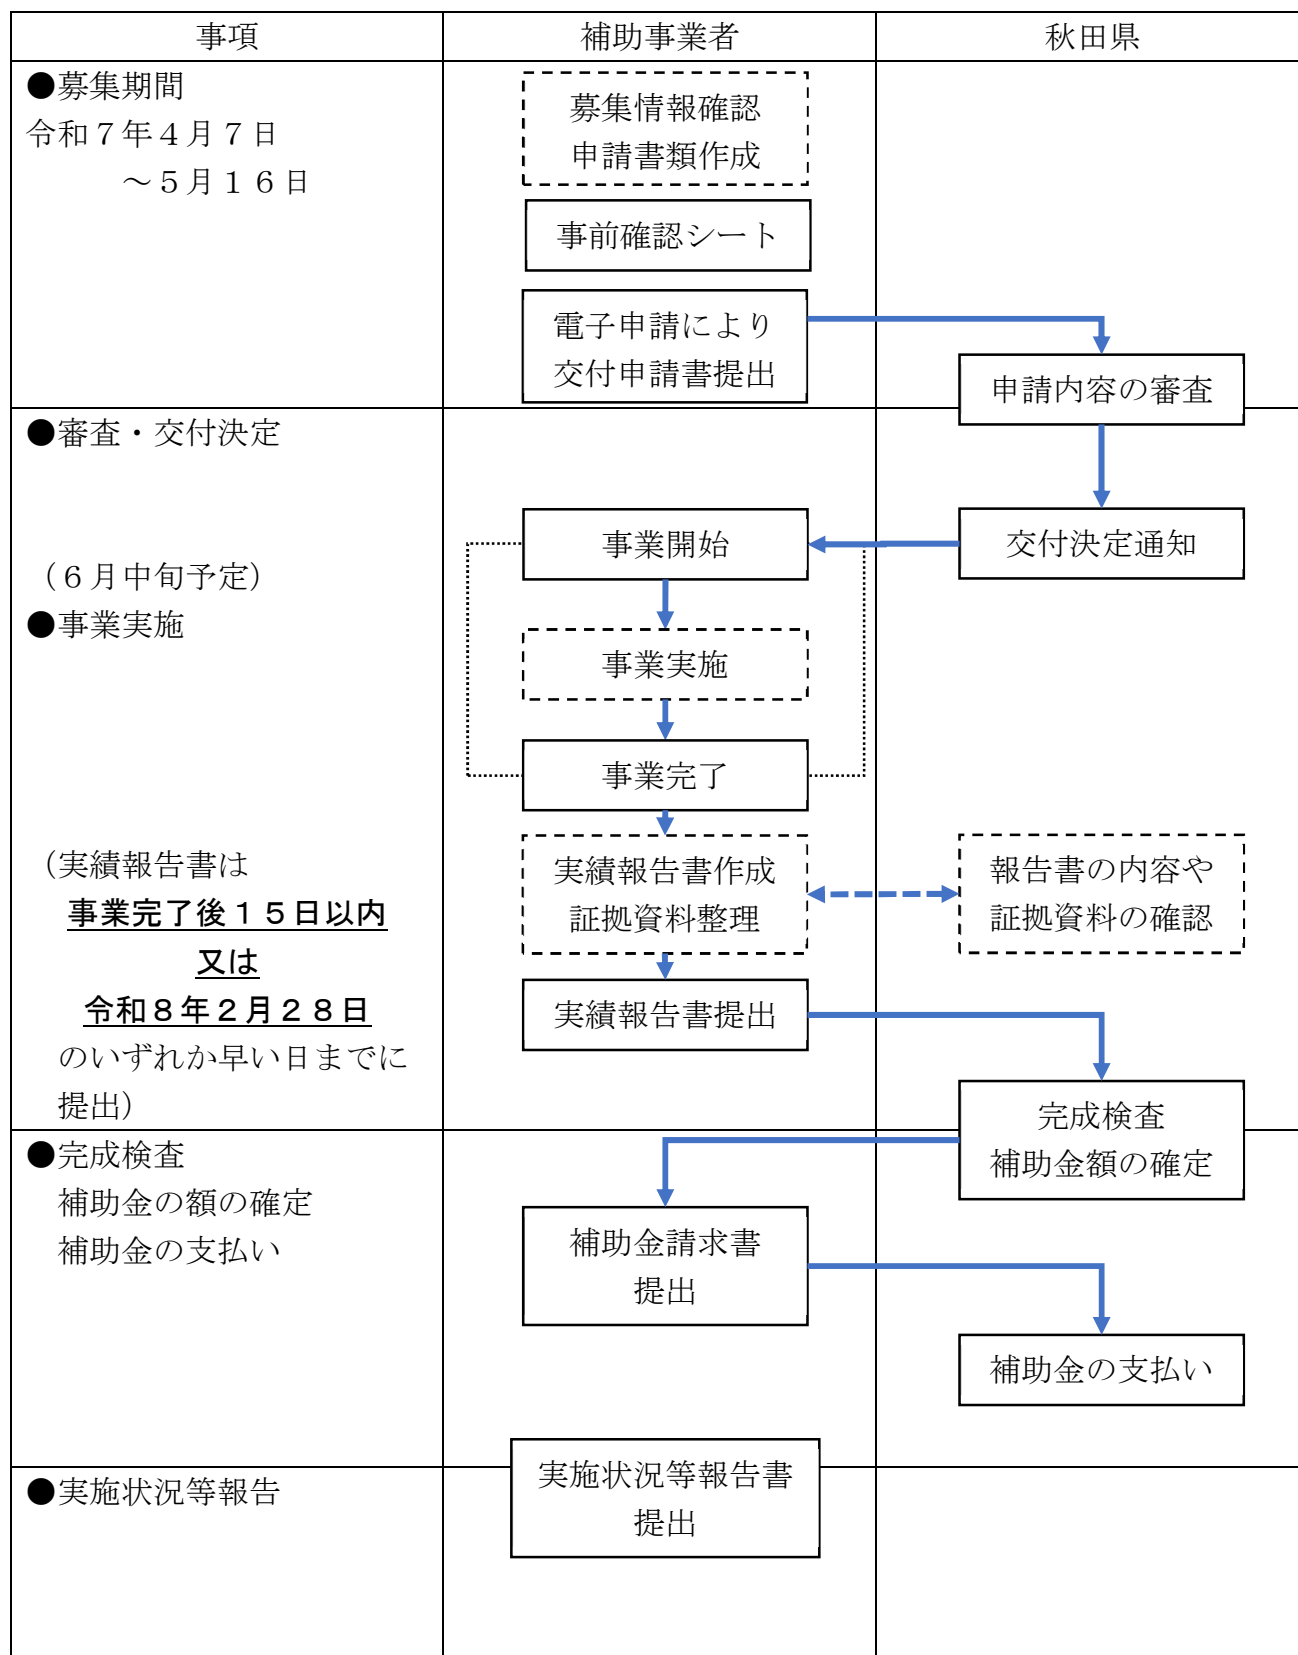 事項
補助事業者
秋田県
●募集期間
令和７年４月７日
～５月１６日
募集情報確認
申請書類作成
事前確認シート
電子申請により
交付申請書提出
申請内容の審査
●審査・交付決定
（６月中旬予定）
●事業実施
事業開始
交付決定通知
事業実施
事業完了
（実績報告書は
事業完了後１５日以内
又は
令和８年２月２８日
のいずれか早い日までに
提出）
実績報告書作成
証拠資料整理
報告書の内容や
証拠資料の確認
実績報告書提出
完成検査
補助金額の確定
●完成検査
補助金の額の確定
補助金の支払い
補助金請求書
提出
補助金の支払い
●実施状況等報告
実施状況等報告書
提出